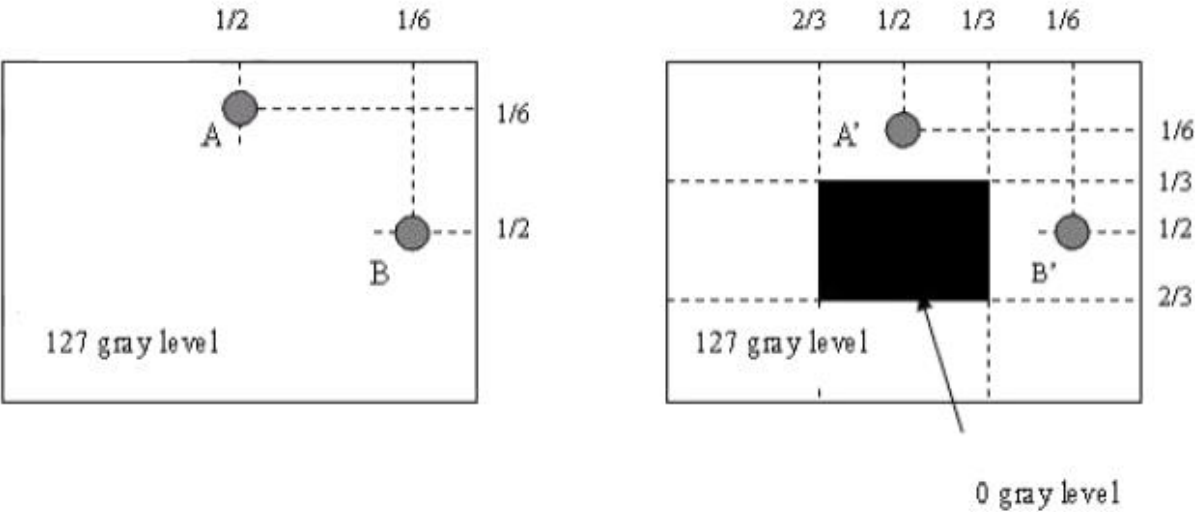 1/2 1/6
1/6
A
1/2
B
127 gray level
2/3 1/2 1/3 1/6
A’ 1/6
1/3
1/2
B’
2/3
127 gray level
0 gray level